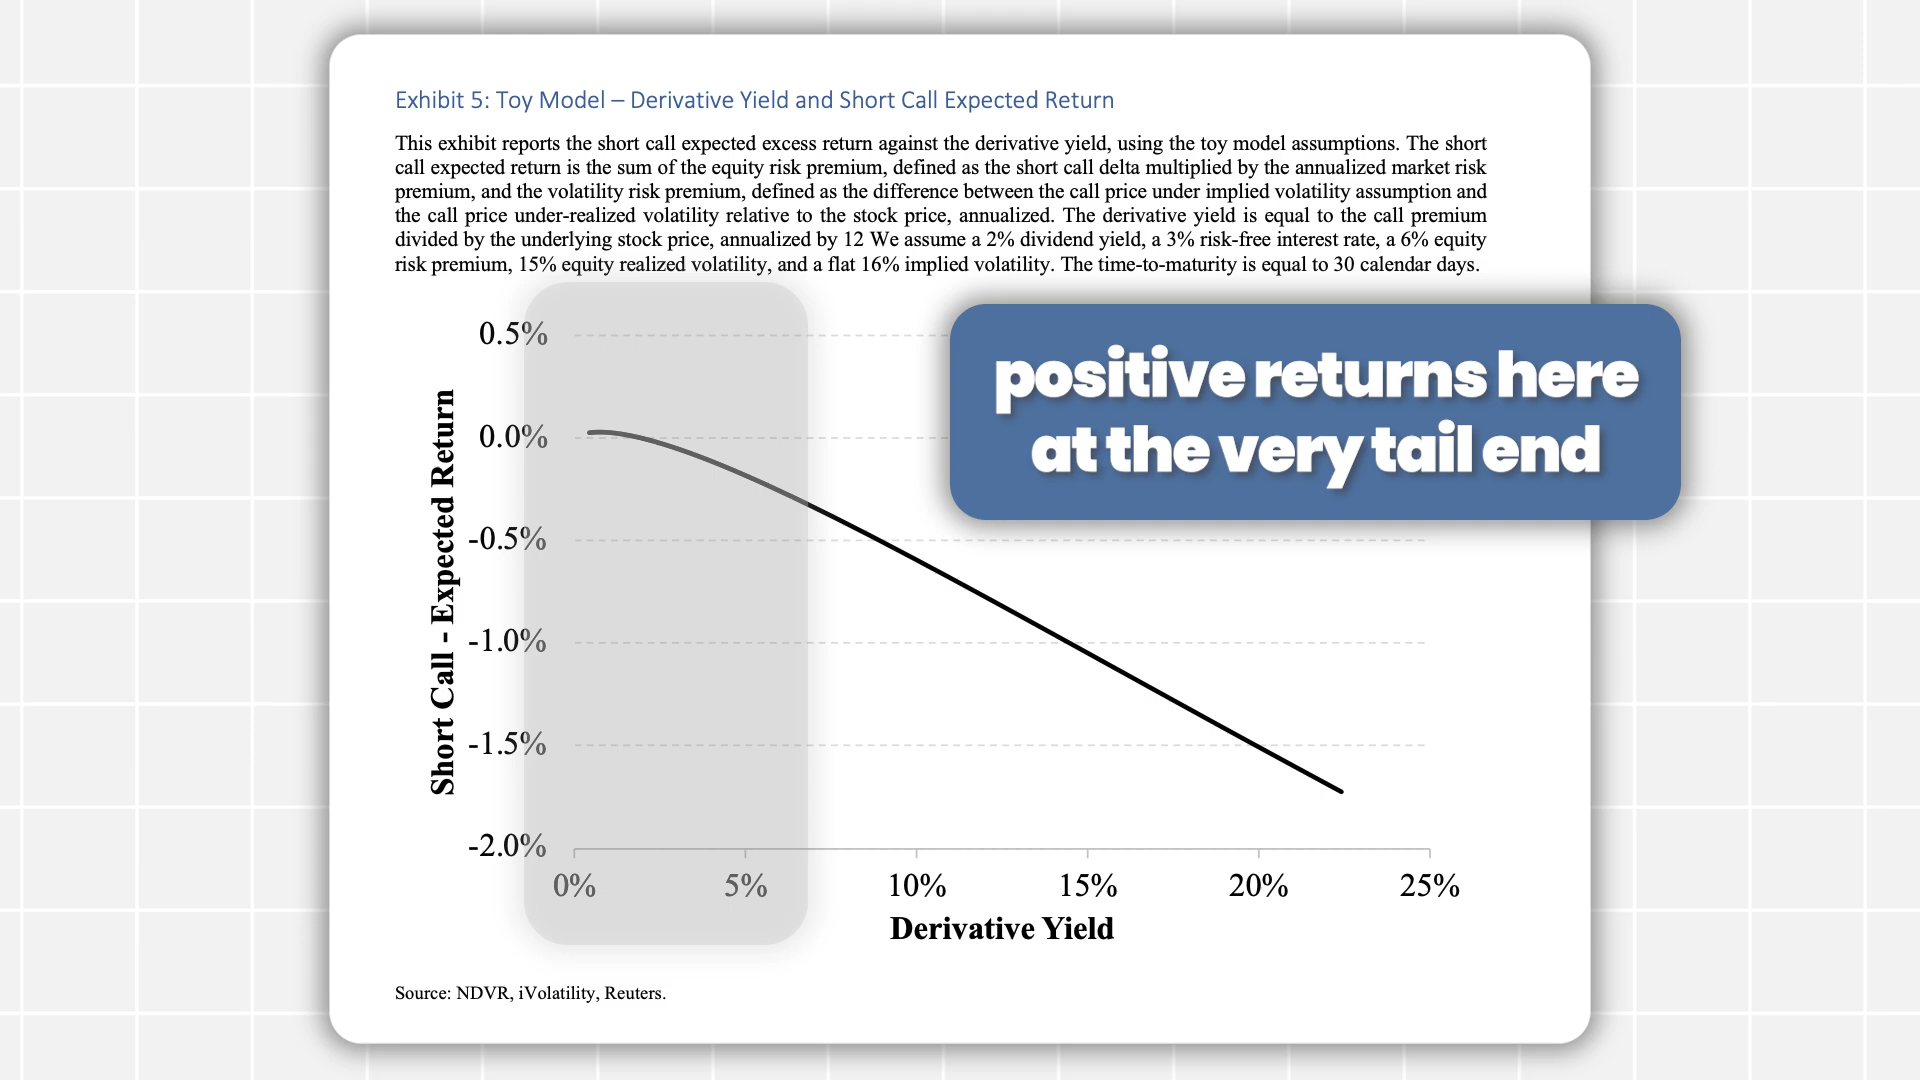 Exhibit 5: Toy Model – Derivative Yield and Short Call Expected Return
This exhibit reports the short call expected excess return against the derivative yield, using the toy model assumptions. The short
call expected return is the sum of the equity risk premium, defined as the short call delta multiplied by the annualized market risk
premium, and the volatility risk premium, defined as the difference between the call price under implied volatility assumption and
the call price under-realized volatility relative to the stock price, annualized. The derivative yield is equal to the call premium
divided by the underlying stock price, annualized by 12 We assume a 2% dividend yield, a 3% risk-free interest rate, a 6% equity
risk premium, 15% equity realized volatility, and a flat 16% implied volatility. The time-to-maturity is equal to 30 calendar days.
positive returns here
at the very tail end
Short Call - Expected Return
0.5%
0.0%
-0.5%
-1.0%
-1.5%
-2.0%
0% 5% 10% 15% 20% 25%
Derivative Yield
Source: NDVR, iVolatility, Reuters.